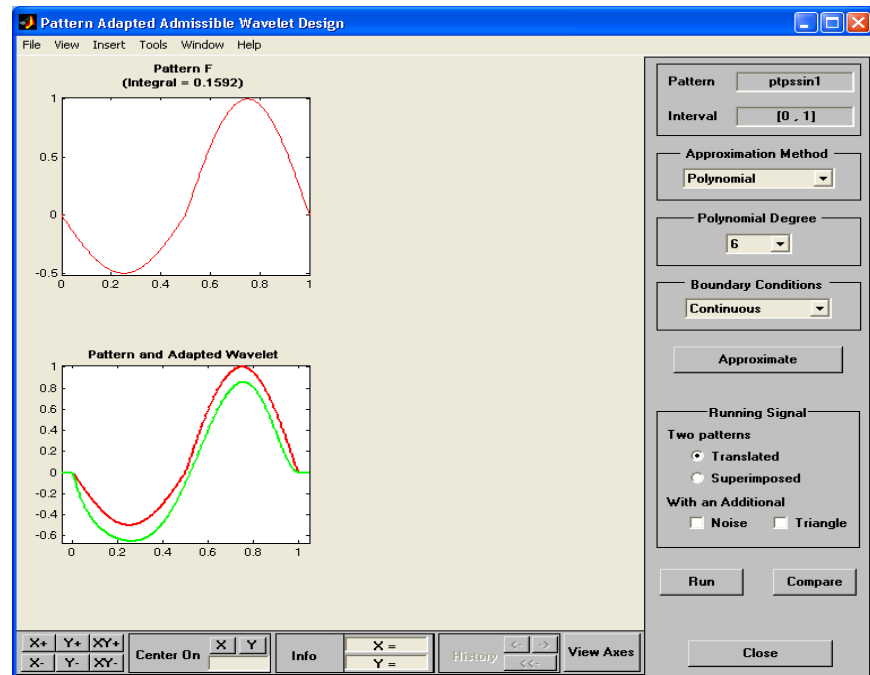 Pattern Adapted Admissible Wavelet Design
File View Insert Tools Window Help
Pattern F
(Integral = 0.1592)
1
0.5
0
-0.5
0 0.2 0.4 0.6 0.8 1
Pattern and Adapted Wavelet
1
0.8
0.6
0.4
0.2
0
-0.2
-0.4
-0.6
0 0.2 0.4 0.6 0.8 1
Pattern ptpssin1
Interval [0 , 1]
Approximation Method
Polynomial
Polynomial Degree
6
Boundary Conditions
Continuous
Approximate
Running Signal
Two patterns
Translated
Superimposed
With an Additional
Noise Triangle
Run Compare
Close
X+ Y+ XY+
X- Y- XY-
Center On X Y
Info X =
Y =
History <- ->
<<-
View Axes